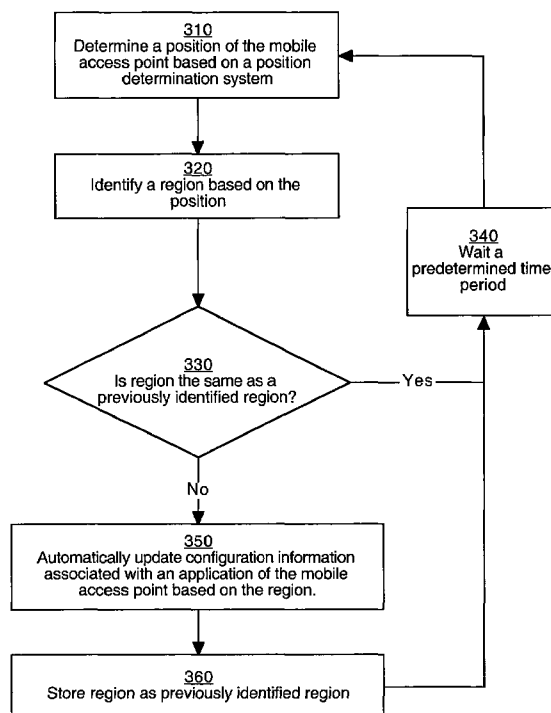 310
Determine a position of the mobile
access point based on a position
determination system
320
Identify a region based on the
position
340
Wait a
predetermined time
period
330
Is region the same as a
previously identified region?
Yes
No
350
Automatically update configuration information
associated with an application of the mobile
access point based on the region.
360
Store region as previously identified region